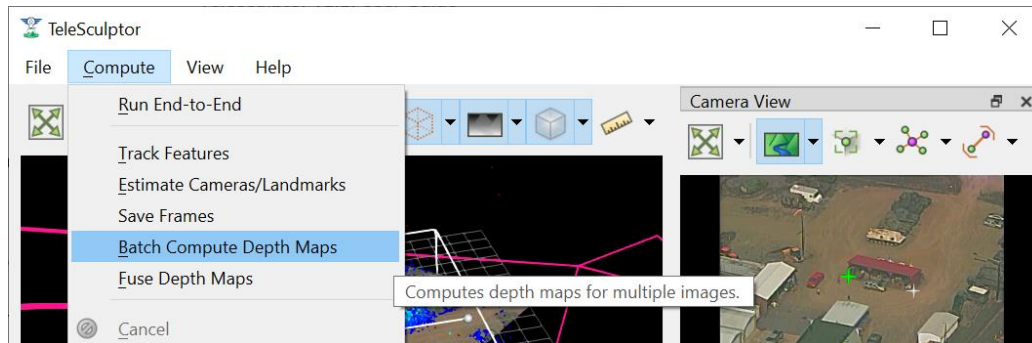 TeleSculptor
File Compute View Help
Run End-to-End
Track Features
Estimate Cameras/Landmarks
Save Frames
Batch Compute Depth Maps
Fuse Depth Maps
Cancel
Computes depth maps for multiple images.
Camera View